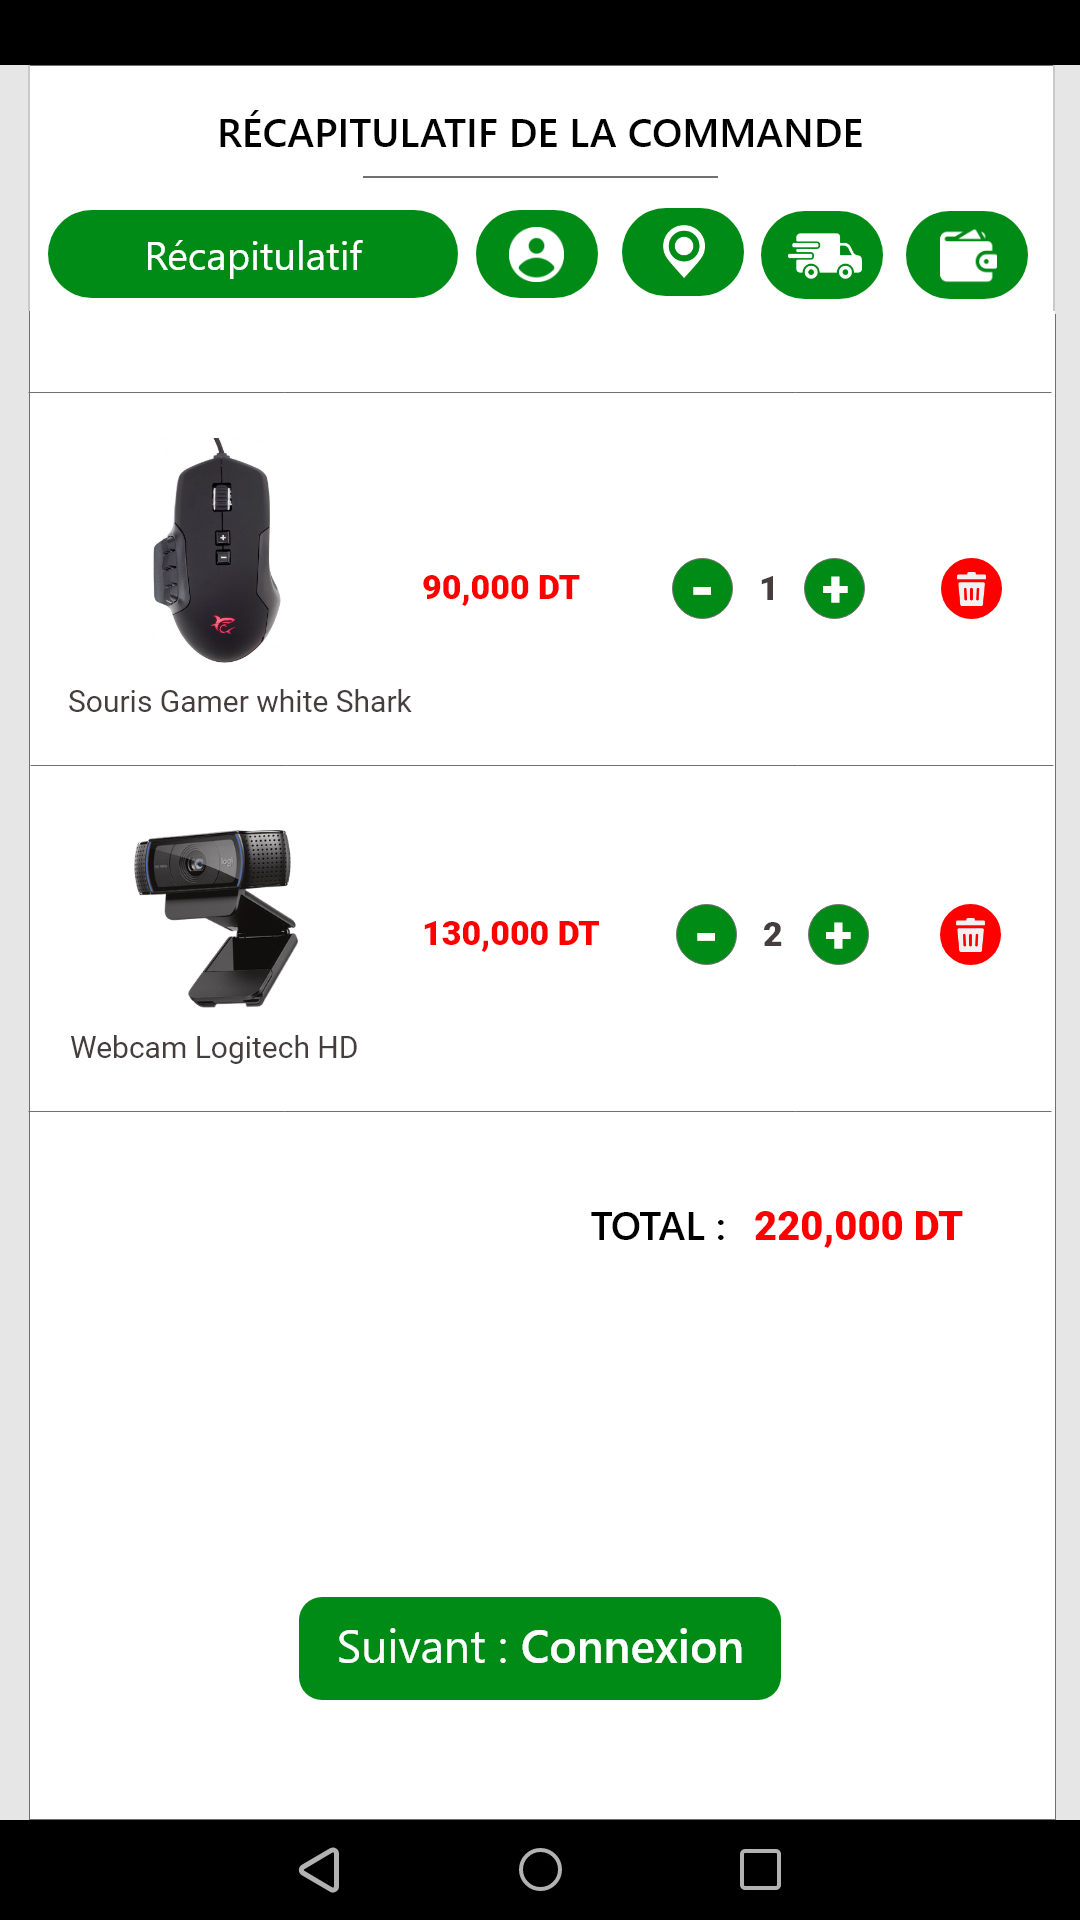 RÉCAPITULATIF DE LA COMMANDE
Récapitulatif
90,000 DT
- 1 +
Souris Gamer white Shark
logi
130,000 DT
- 2 +
Webcam Logitech HD
TOTAL : 220,000 DT
Suivant : Connexion